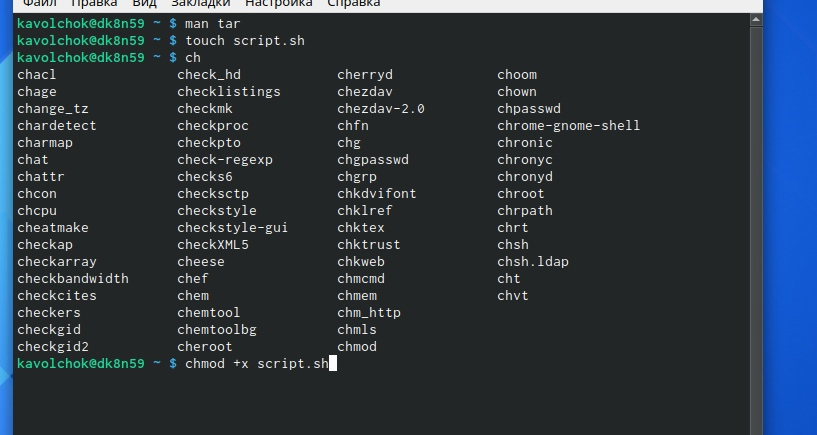 Файл Правка Вид Закладки Настройка Справка
kavolchok@dk8n59 ~ $ man tar
kavolchok@dk8n59 ~ $ touch script.sh
kavolchok@dk8n59 ~ $ ch
chacl check_hd cherryd choom
chage checklistings chezdav chown
change_tz checkmk chezdav-2.0 chpasswd
chardetect checkproc chfn chrome-gnome-shell
charmap checkpto chg chronic
chat check-regexp chgpasswd chronyc
chattr checks6 chgrp chronyd
chcon checksctp chkdvifont chroot
chcpu checkstyle chklref chrpath
cheatmake checkstyle-gui chktex chrt
checkap checkXML5 chktrust chsh
checkarray cheese chkweb chsh.ldap
checkbandwidth chef chmcmd cht
checkcites chem chmem chvt
checkers chemtool chm_http
checkgid chemtoolbg chmls
checkgid2 cheroot chmod
kavolchok@dk8n59 ~ $ chmod +x script.sh